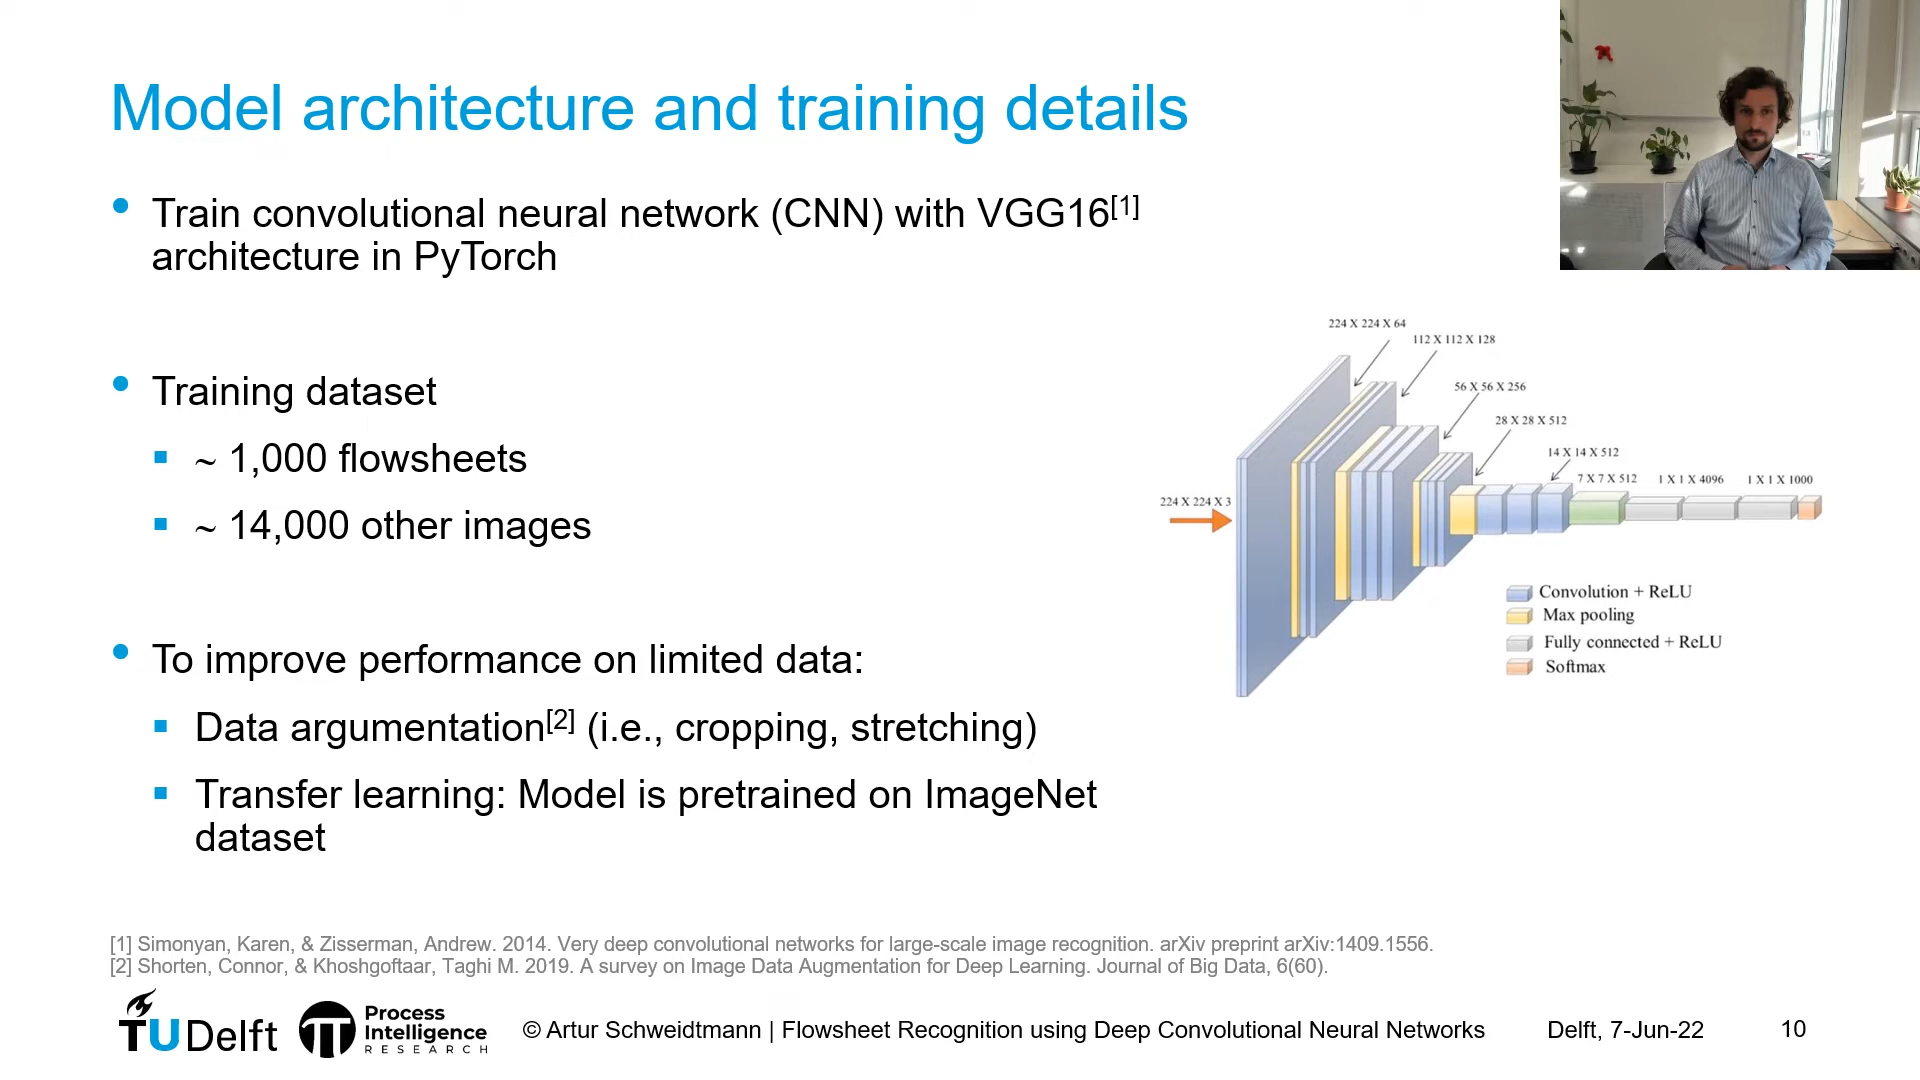 Model architecture and training details
• Train convolutional neural network (CNN) with VGG16[1]
architecture in PyTorch
• Training dataset
▪ ~ 1,000 flowsheets
▪ ~ 14,000 other images
• To improve performance on limited data:
▪ Data argumentation[2] (i.e., cropping, stretching)
▪ Transfer learning: Model is pretrained on ImageNet
dataset
224 X 224 X 64
112 X 112 X 128
56 X 56 X 256
28 X 28 X 512
14 X 14 X 512
7 X 7 X 512
1 X 1 X 4096
1 X 1 X 1000
224 X 224 X 3
Convolution + ReLU
Max pooling
Fully connected + ReLU
Softmax
[1] Simonyan, Karen, & Zisserman, Andrew. 2014. Very deep convolutional networks for large-scale image recognition. arXiv preprint arXiv:1409.1556.
[2] Shorten, Connor, & Khoshgoftaar, Taghi M. 2019. A survey on Image Data Augmentation for Deep Learning. Journal of Big Data, 6(60).
TU Delft
Process
Intelligence
RESEARCH
© Artur Schweidtmann | Flowsheet Recognition using Deep Convolutional Neural Networks
Delft, 7-Jun-22
10